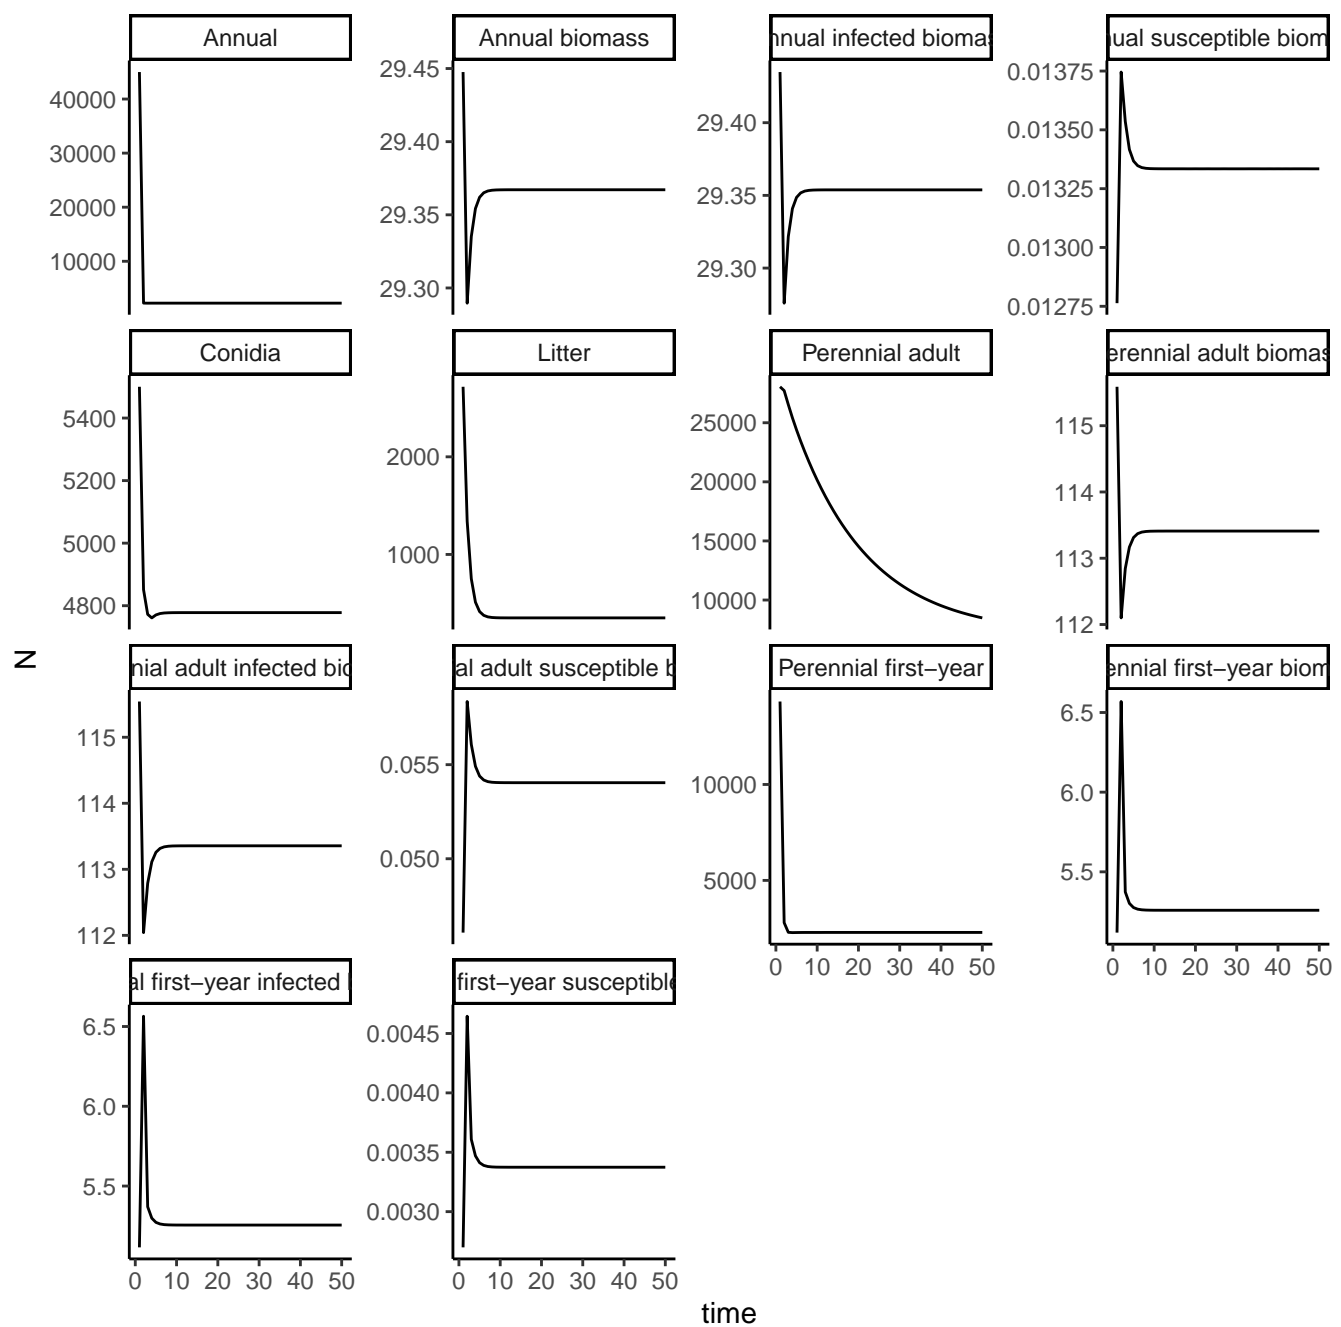 Annual
Annual biomass
nnual infected biomas
ual susceptible biom
40000
30000
20000
10000
29.45
29.40
29.35
29.30
29.40
29.35
29.30
0.01375
0.01350
0.01325
0.01300
0.01275
Conidia
Litter
Perennial adult
erennial adult biomas
5400
5200
5000
4800
2000
1000
25000
20000
15000
10000
115
114
113
112
N
nial adult infected bio
al adult susceptible b
Perennial first−year
ennial first−year biom
115
114
113
112
0.055
0.050
10000
5000
6.5
6.0
5.5
0 10 20 30 40 50
0 10 20 30 40 50
al first−year infected
first−year susceptible
6.5
6.0
5.5
0.0045
0.0040
0.0035
0.0030
0 10 20 30 40 50
0 10 20 30 40 50
time